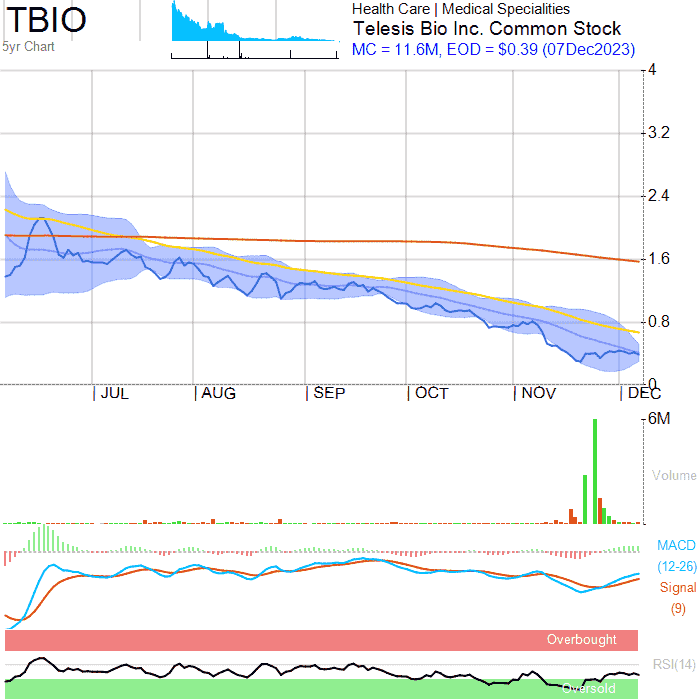 TBIO
5yr Chart
Health Care | Medical Specialities
Telesis Bio Inc. Common Stock
MC = 11.6M, EOD = $0.39 (07Dec2023)
4
3.2
2.4
1.6
0.8
0
JUL AUG SEP OCT NOV DEC
6M
Volume
MACD
(12-26)
Signal
(9)
Overbought
RSI(14)
Oversold